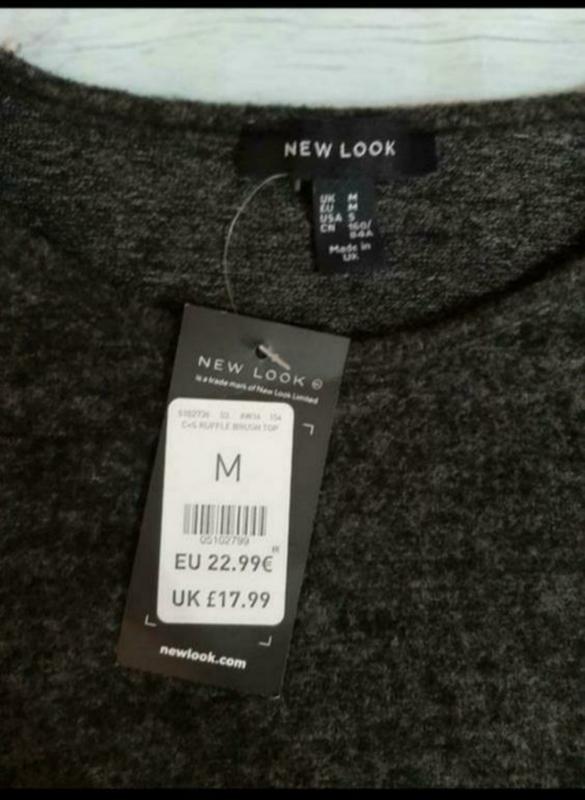 NEW LOOK
UK M
EU M
USA S
CN 160/
84A
Made in
UK
NEW LOOK
is a trade mark of New Look Limited
C+S RUFFLE BRUSH TOP
M
05102799
EU 22.99€
UK £17.99
newlook.com